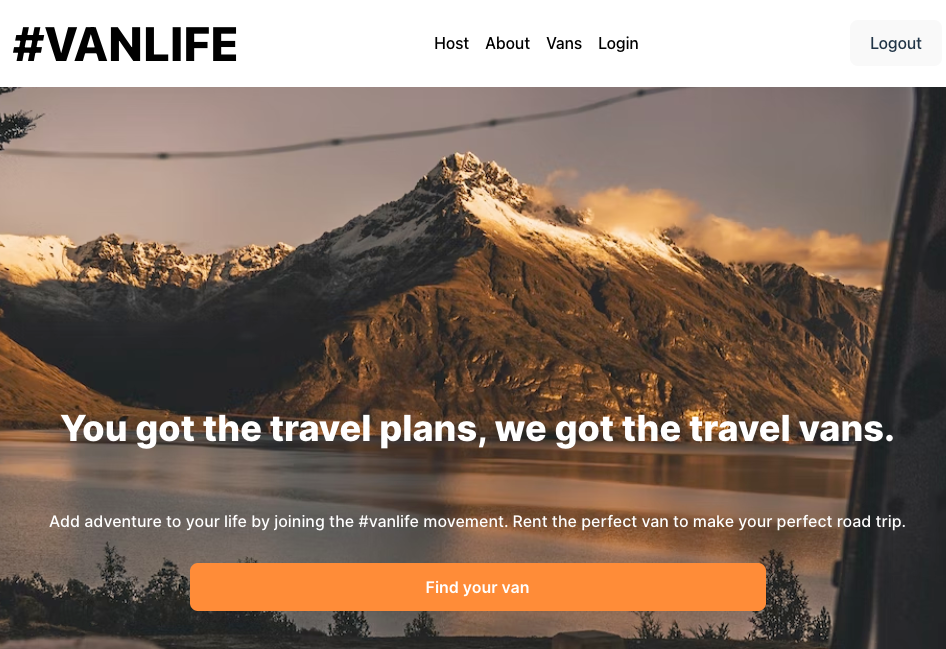 #VANLIFE
Host About Vans Login
Logout
You got the travel plans, we got the travel vans.
Add adventure to your life by joining the #vanlife movement. Rent the perfect van to make your perfect road trip.
Find your van